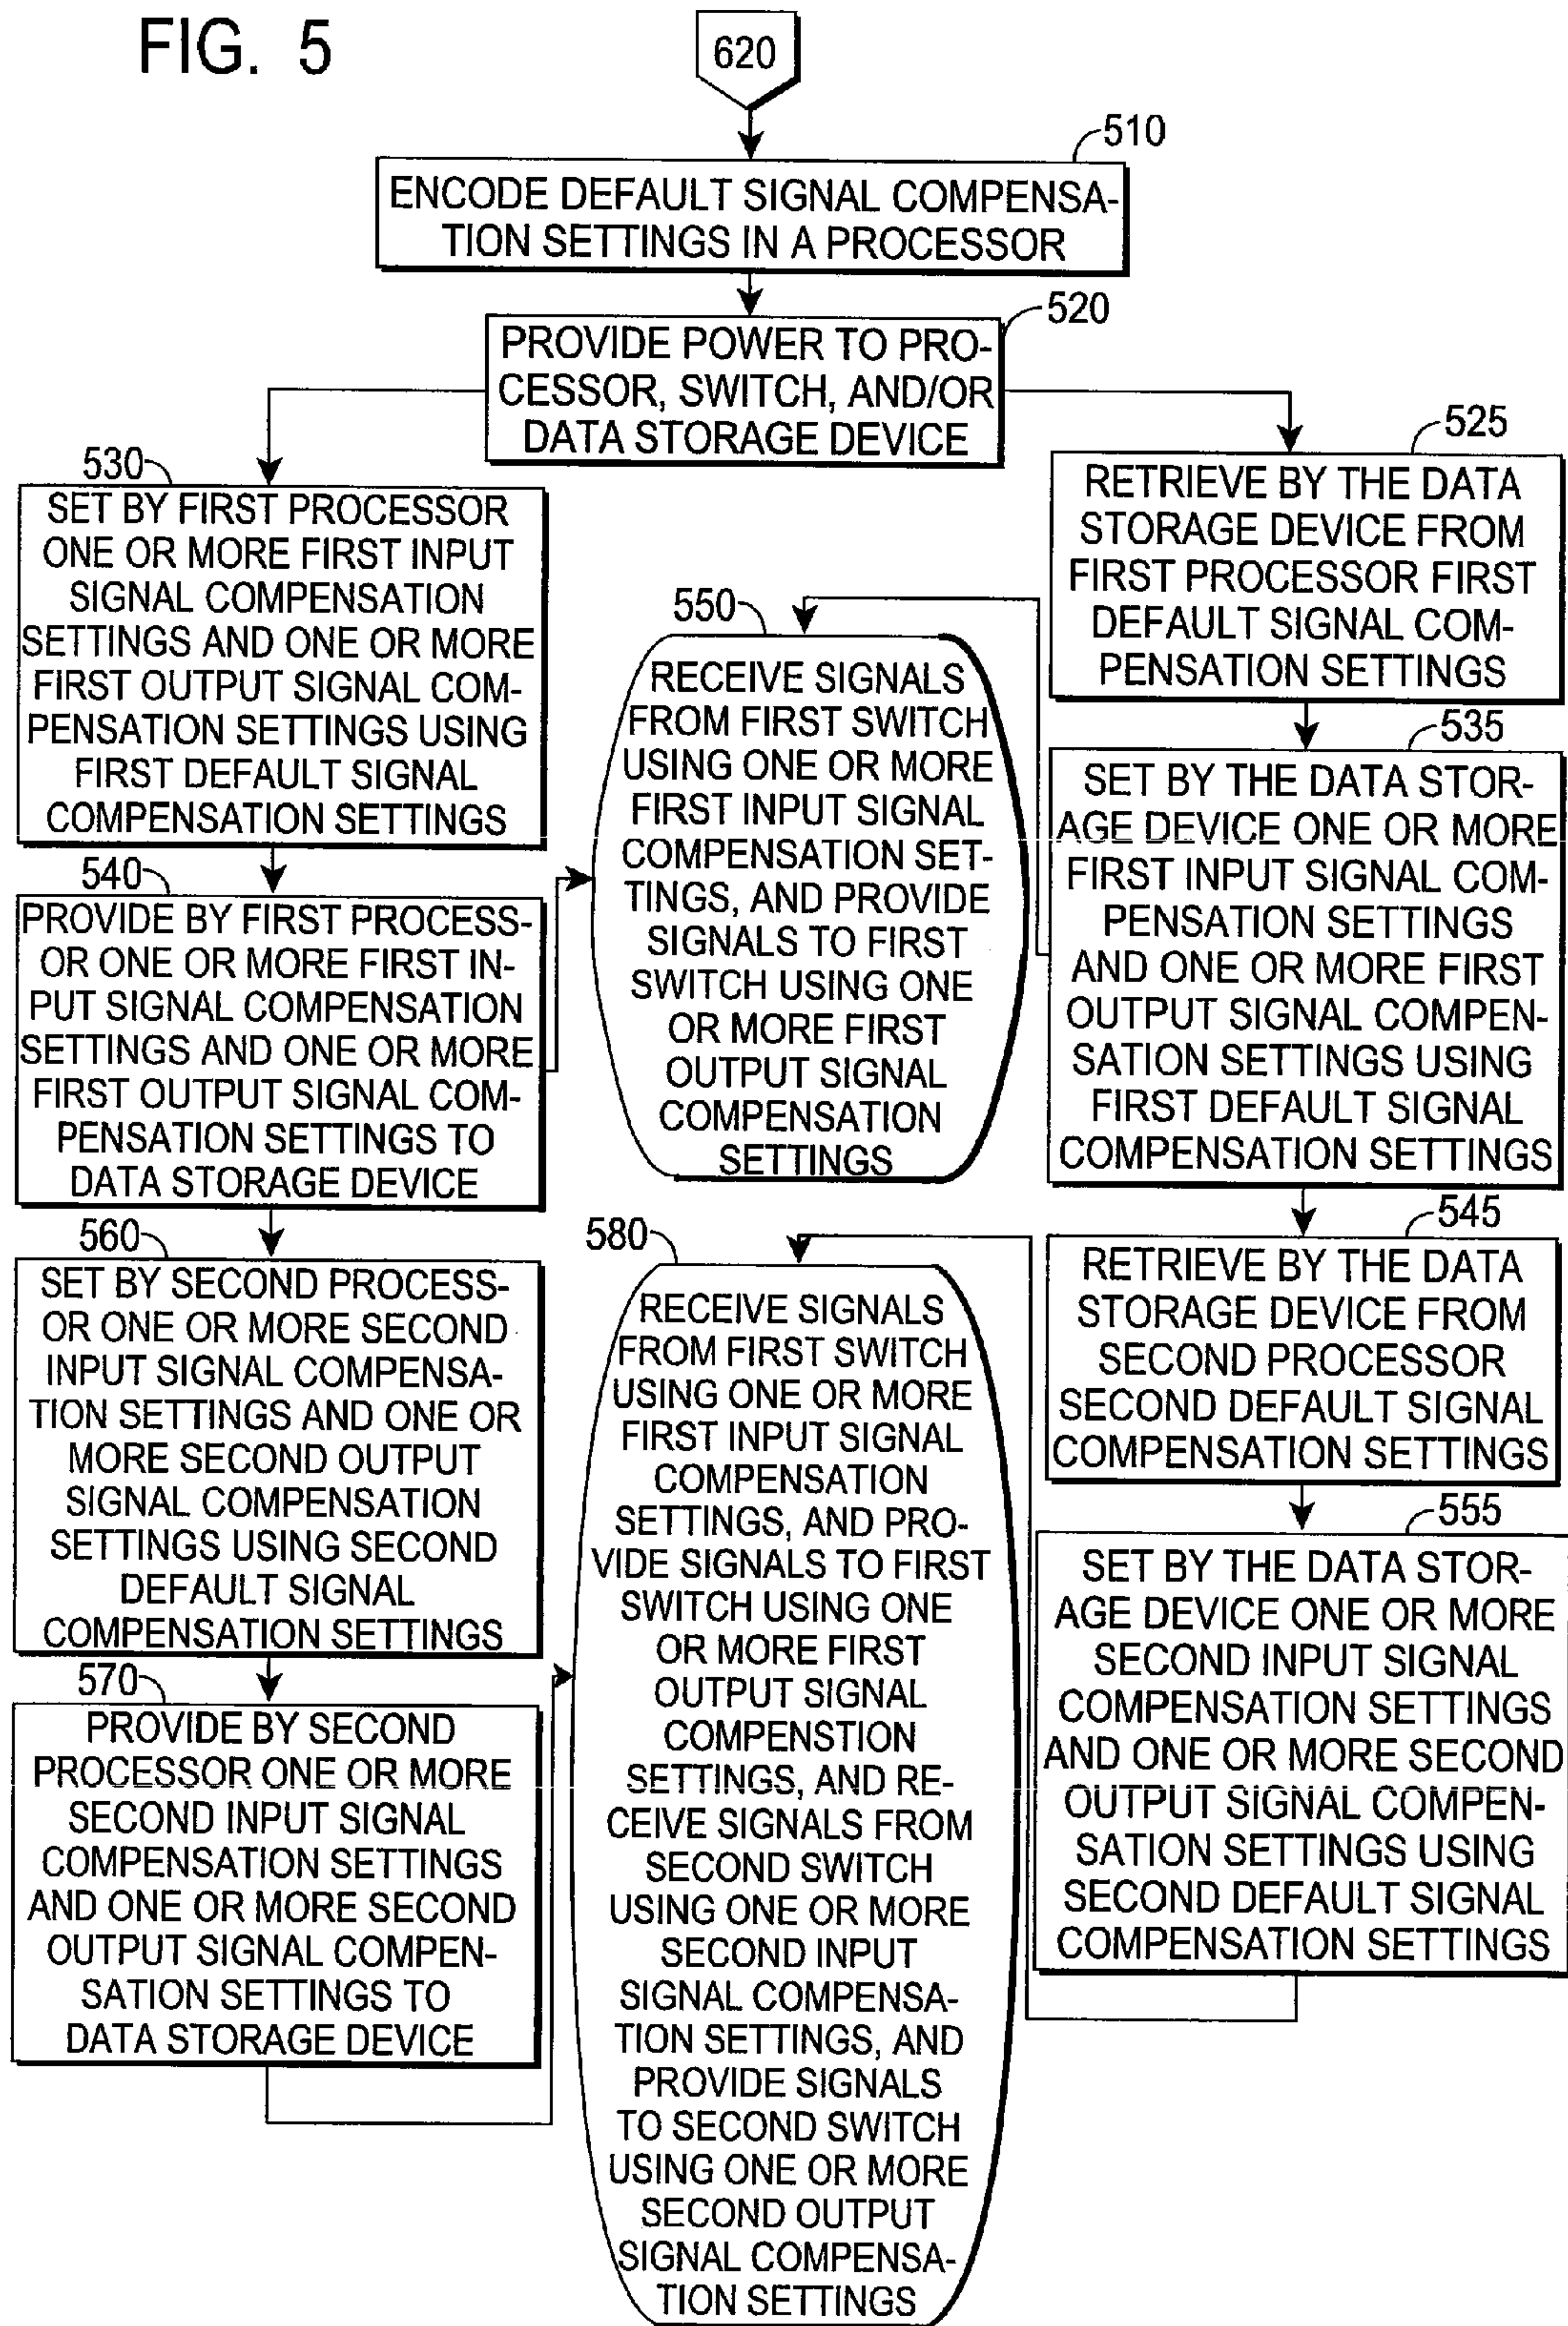 FIG. 5
620
510
ENCODE DEFAULT SIGNAL COMPENSA-
TION SETTINGS IN A PROCESSOR
520
PROVIDE POWER TO PRO-
CESSOR, SWITCH, AND/OR
DATA STORAGE DEVICE
530
SET BY FIRST PROCESSOR
ONE OR MORE FIRST INPUT
SIGNAL COMPENSATION
SETTINGS AND ONE OR MORE
FIRST OUTPUT SIGNAL COM-
PENSATION SETTINGS USING
FIRST DEFAULT SIGNAL
COMPENSATION SETTINGS
540
PROVIDE BY FIRST PROCESS-
OR ONE OR MORE FIRST IN-
PUT SIGNAL COMPENSATION
SETTINGS AND ONE OR MORE
FIRST OUTPUT SIGNAL COM-
PENSATION SETTINGS TO
DATA STORAGE DEVICE
560
SET BY SECOND PROCESS-
OR ONE OR MORE SECOND
INPUT SIGNAL COMPENSA-
TION SETTINGS AND ONE OR
MORE SECOND OUTPUT
SIGNAL COMPENSATION
SETTINGS USING SECOND
DEFAULT SIGNAL
COMPENSATION SETTINGS
570
PROVIDE BY SECOND
PROCESSOR ONE OR MORE
SECOND INPUT SIGNAL
COMPENSATION SETTINGS
AND ONE OR MORE SECOND
OUTPUT SIGNAL COMPEN-
SATION SETTINGS TO
DATA STORAGE DEVICE
550
RECEIVE SIGNALS
FROM FIRST SWITCH
USING ONE OR MORE
FIRST INPUT SIGNAL
COMPENSATION SET-
TINGS, AND PROVIDE
SIGNALS TO FIRST
SWITCH USING ONE
OR MORE FIRST
OUTPUT SIGNAL
COMPENSATION
SETTINGS
580
RECEIVE SIGNALS
FROM FIRST SWITCH
USING ONE OR MORE
FIRST INPUT SIGNAL
COMPENSATION
SETTINGS, AND PRO-
VIDE SIGNALS TO FIRST
SWITCH USING ONE
OR MORE FIRST
OUTPUT SIGNAL
COMPENSTION
SETTINGS, AND RE-
CEIVE SIGNALS FROM
SECOND SWITCH
USING ONE OR MORE
SECOND INPUT
SIGNAL COMPENSA-
TION SETTINGS, AND
PROVIDE SIGNALS
TO SECOND SWITCH
USING ONE OR MORE
SECOND OUTPUT
SIGNAL COMPENSA-
TION SETTINGS
525
RETRIEVE BY THE DATA
STORAGE DEVICE FROM
FIRST PROCESSOR FIRST
DEFAULT SIGNAL COM-
PENSATION SETTINGS
535
SET BY THE DATA STOR-
AGE DEVICE ONE OR MORE
FIRST INPUT SIGNAL COM-
PENSATION SETTINGS
AND ONE OR MORE FIRST
OUTPUT SIGNAL COMPEN-
SATION SETTINGS USING
FIRST DEFAULT SIGNAL
COMPENSATION SETTINGS
545
RETRIEVE BY THE DATA
STORAGE DEVICE FROM
SECOND PROCESSOR
SECOND DEFAULT SIGNAL
COMPENSATION SETTINGS
555
SET BY THE DATA STOR-
AGE DEVICE ONE OR MORE
SECOND INPUT SIGNAL
COMPENSATION SETTINGS
AND ONE OR MORE SECOND
OUTPUT SIGNAL COMPEN-
SATION SETTINGS USING
SECOND DEFAULT SIGNAL
COMPENSATION SETTINGS